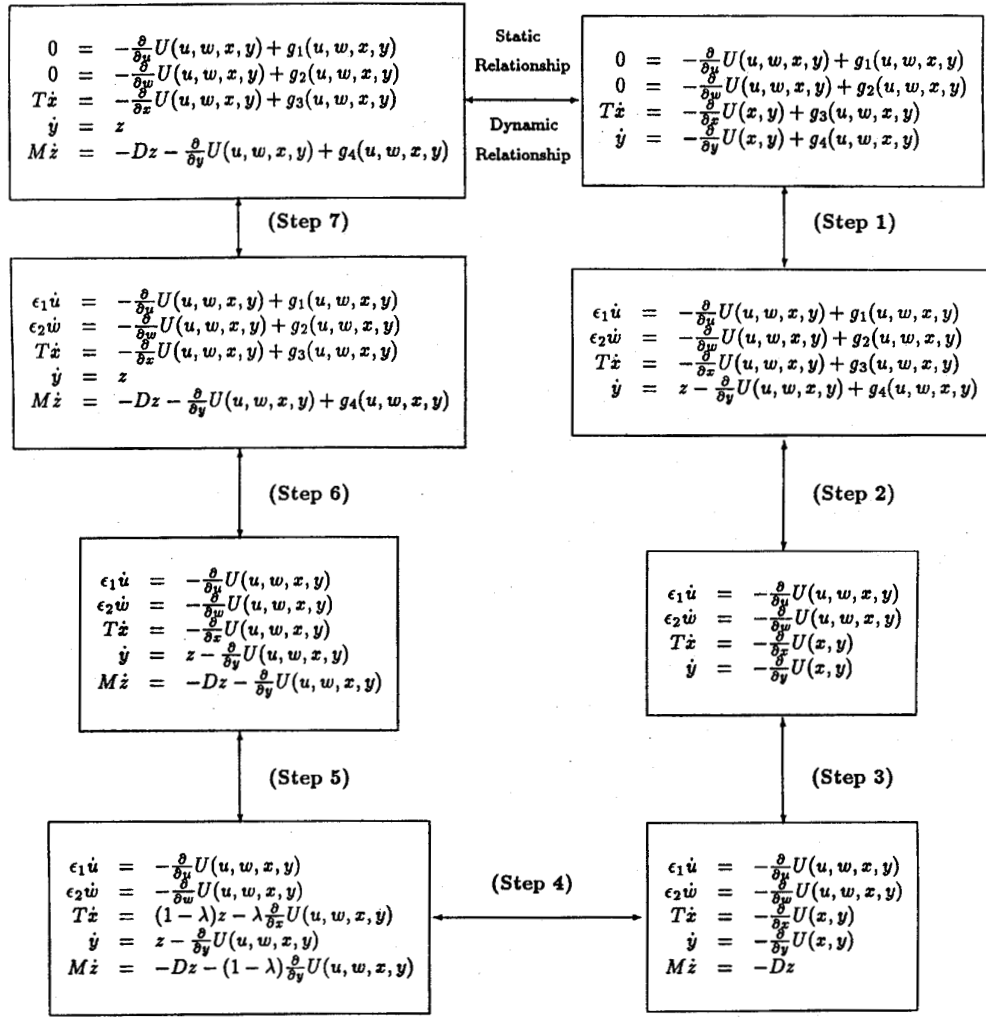 0 = -∂/∂u U(u, w, x, y) + g₁(u, w, x, y)
0 = -∂/∂w U(u, w, x, y) + g₂(u, w, x, y)
Tẋ = -∂/∂x U(u, w, x, y) + g₃(u, w, x, y)
ẏ = z
Mż = -Dz - ∂/∂y U(u, w, x, y) + g₄(u, w, x, y)
Static
Relationship
Dynamic
Relationship
0 = -∂/∂u U(u, w, x, y) + g₁(u, w, x, y)
0 = -∂/∂w U(u, w, x, y) + g₂(u, w, x, y)
Tẋ = -∂/∂x U(x, y) + g₃(u, w, x, y)
ẏ = -∂/∂y U(x, y) + g₄(u, w, x, y)
(Step 7)
(Step 1)
ε₁u̇ = -∂/∂u U(u, w, x, y) + g₁(u, w, x, y)
ε₂ẇ = -∂/∂w U(u, w, x, y) + g₂(u, w, x, y)
Tẋ = -∂/∂x U(u, w, x, y) + g₃(u, w, x, y)
ẏ = z
Mż = -Dz - ∂/∂y U(u, w, x, y) + g₄(u, w, x, y)
ε₁u̇ = -∂/∂u U(u, w, x, y) + g₁(u, w, x, y)
ε₂ẇ = -∂/∂w U(u, w, x, y) + g₂(u, w, x, y)
Tẋ = -∂/∂x U(u, w, x, y) + g₃(u, w, x, y)
ẏ = z - ∂/∂y U(u, w, x, y) + g₄(u, w, x, y)
(Step 6)
(Step 2)
ε₁u̇ = -∂/∂u U(u, w, x, y)
ε₂ẇ = -∂/∂w U(u, w, x, y)
Tẋ = -∂/∂x U(u, w, x, y)
ẏ = z - ∂/∂y U(u, w, x, y)
Mż = -Dz - ∂/∂y U(u, w, x, y)
ε₁u̇ = -∂/∂u U(u, w, x, y)
ε₂ẇ = -∂/∂w U(u, w, x, y)
Tẋ = -∂/∂x U(x, y)
ẏ = -∂/∂y U(x, y)
(Step 5)
(Step 3)
ε₁u̇ = -∂/∂u U(u, w, x, y)
ε₂ẇ = -∂/∂w U(u, w, x, y)
Tẋ = (1 - λ)z - λ∂/∂x U(u, w, x, y)
ẏ = z - ∂/∂y U(u, w, x, y)
Mż = -Dz - (1 - λ)∂/∂y U(u, w, x, y)
(Step 4)
ε₁u̇ = -∂/∂u U(u, w, x, y)
ε₂ẇ = -∂/∂w U(u, w, x, y)
Tẋ = -∂/∂x U(x, y)
ẏ = -∂/∂y U(x, y)
Mż = -Dz